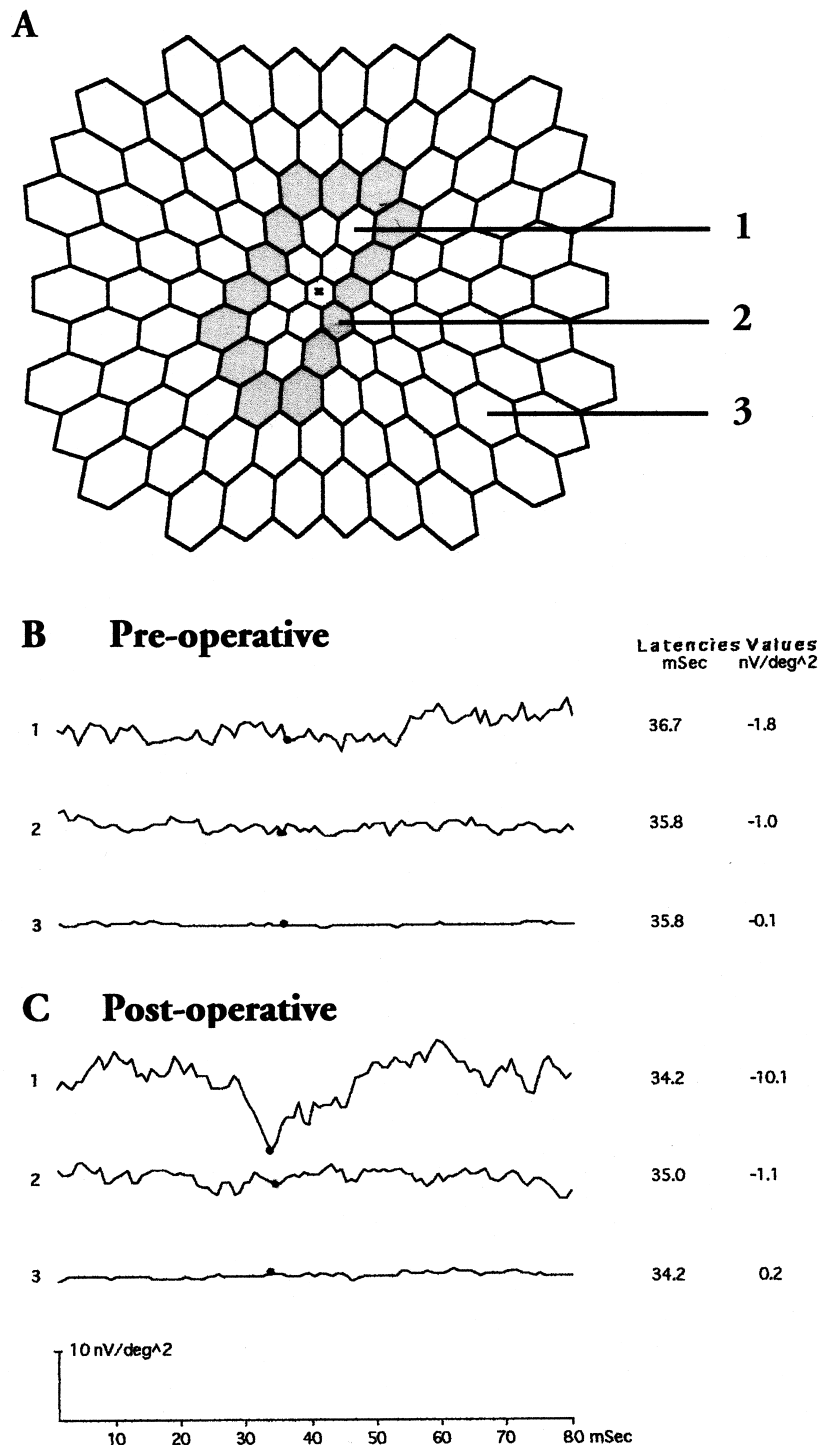 A
1
2
3
B Pre-operative
Latencies Values
mSec nV/deg^2
1 36.7 -1.8
2 35.8 -1.0
3 35.8 -0.1
C Post-operative
1 34.2 -10.1
2 35.0 -1.1
3 34.2 0.2
10 nV/deg^2
10 20 30 40 50 60 70 80 mSec